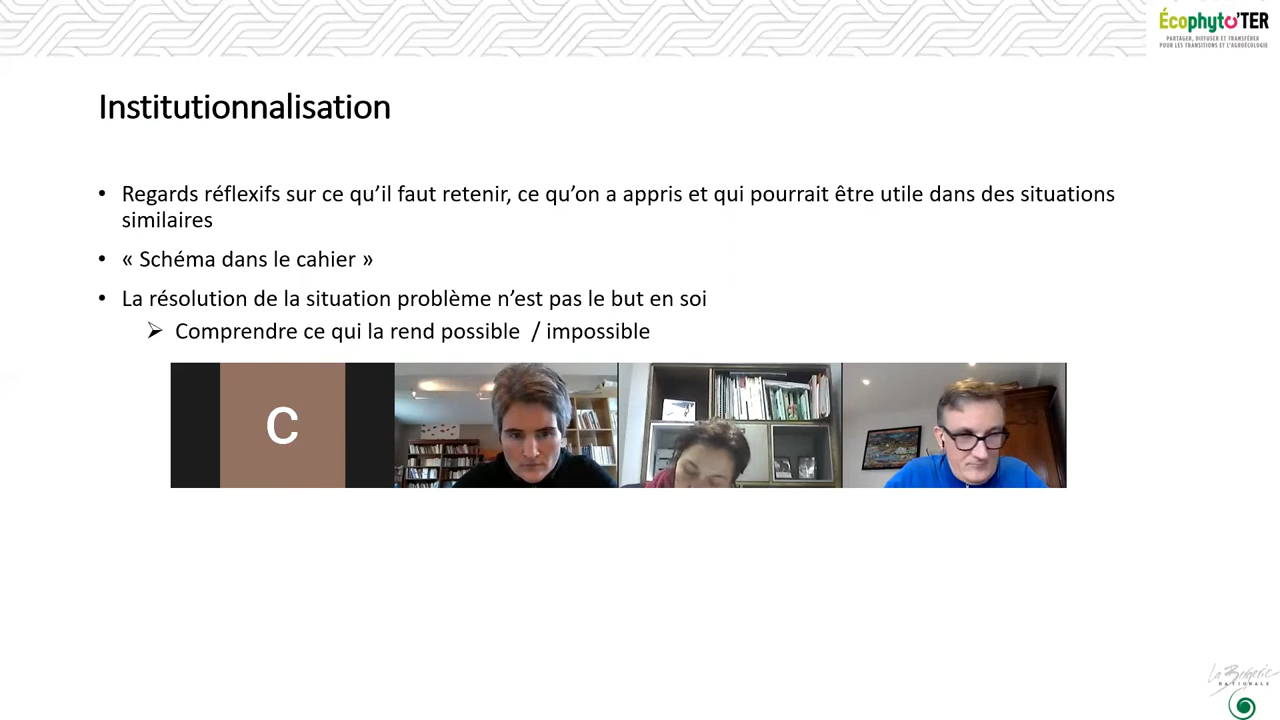 Écophyto'TER
PARTAGER, DIFFUSER ET TRANSFÉRER
POUR LES TRANSITIONS ET L'AGROÉCOLOGIE
Institutionnalisation
• Regards réflexifs sur ce qu’il faut retenir, ce qu’on a appris et qui pourrait être utile dans des situations
similaires
• « Schéma dans le cahier »
• La résolution de la situation problème n’est pas le but en soi
➢ Comprendre ce qui la rend possible / impossible
C
La Bergerie
NATIONALE